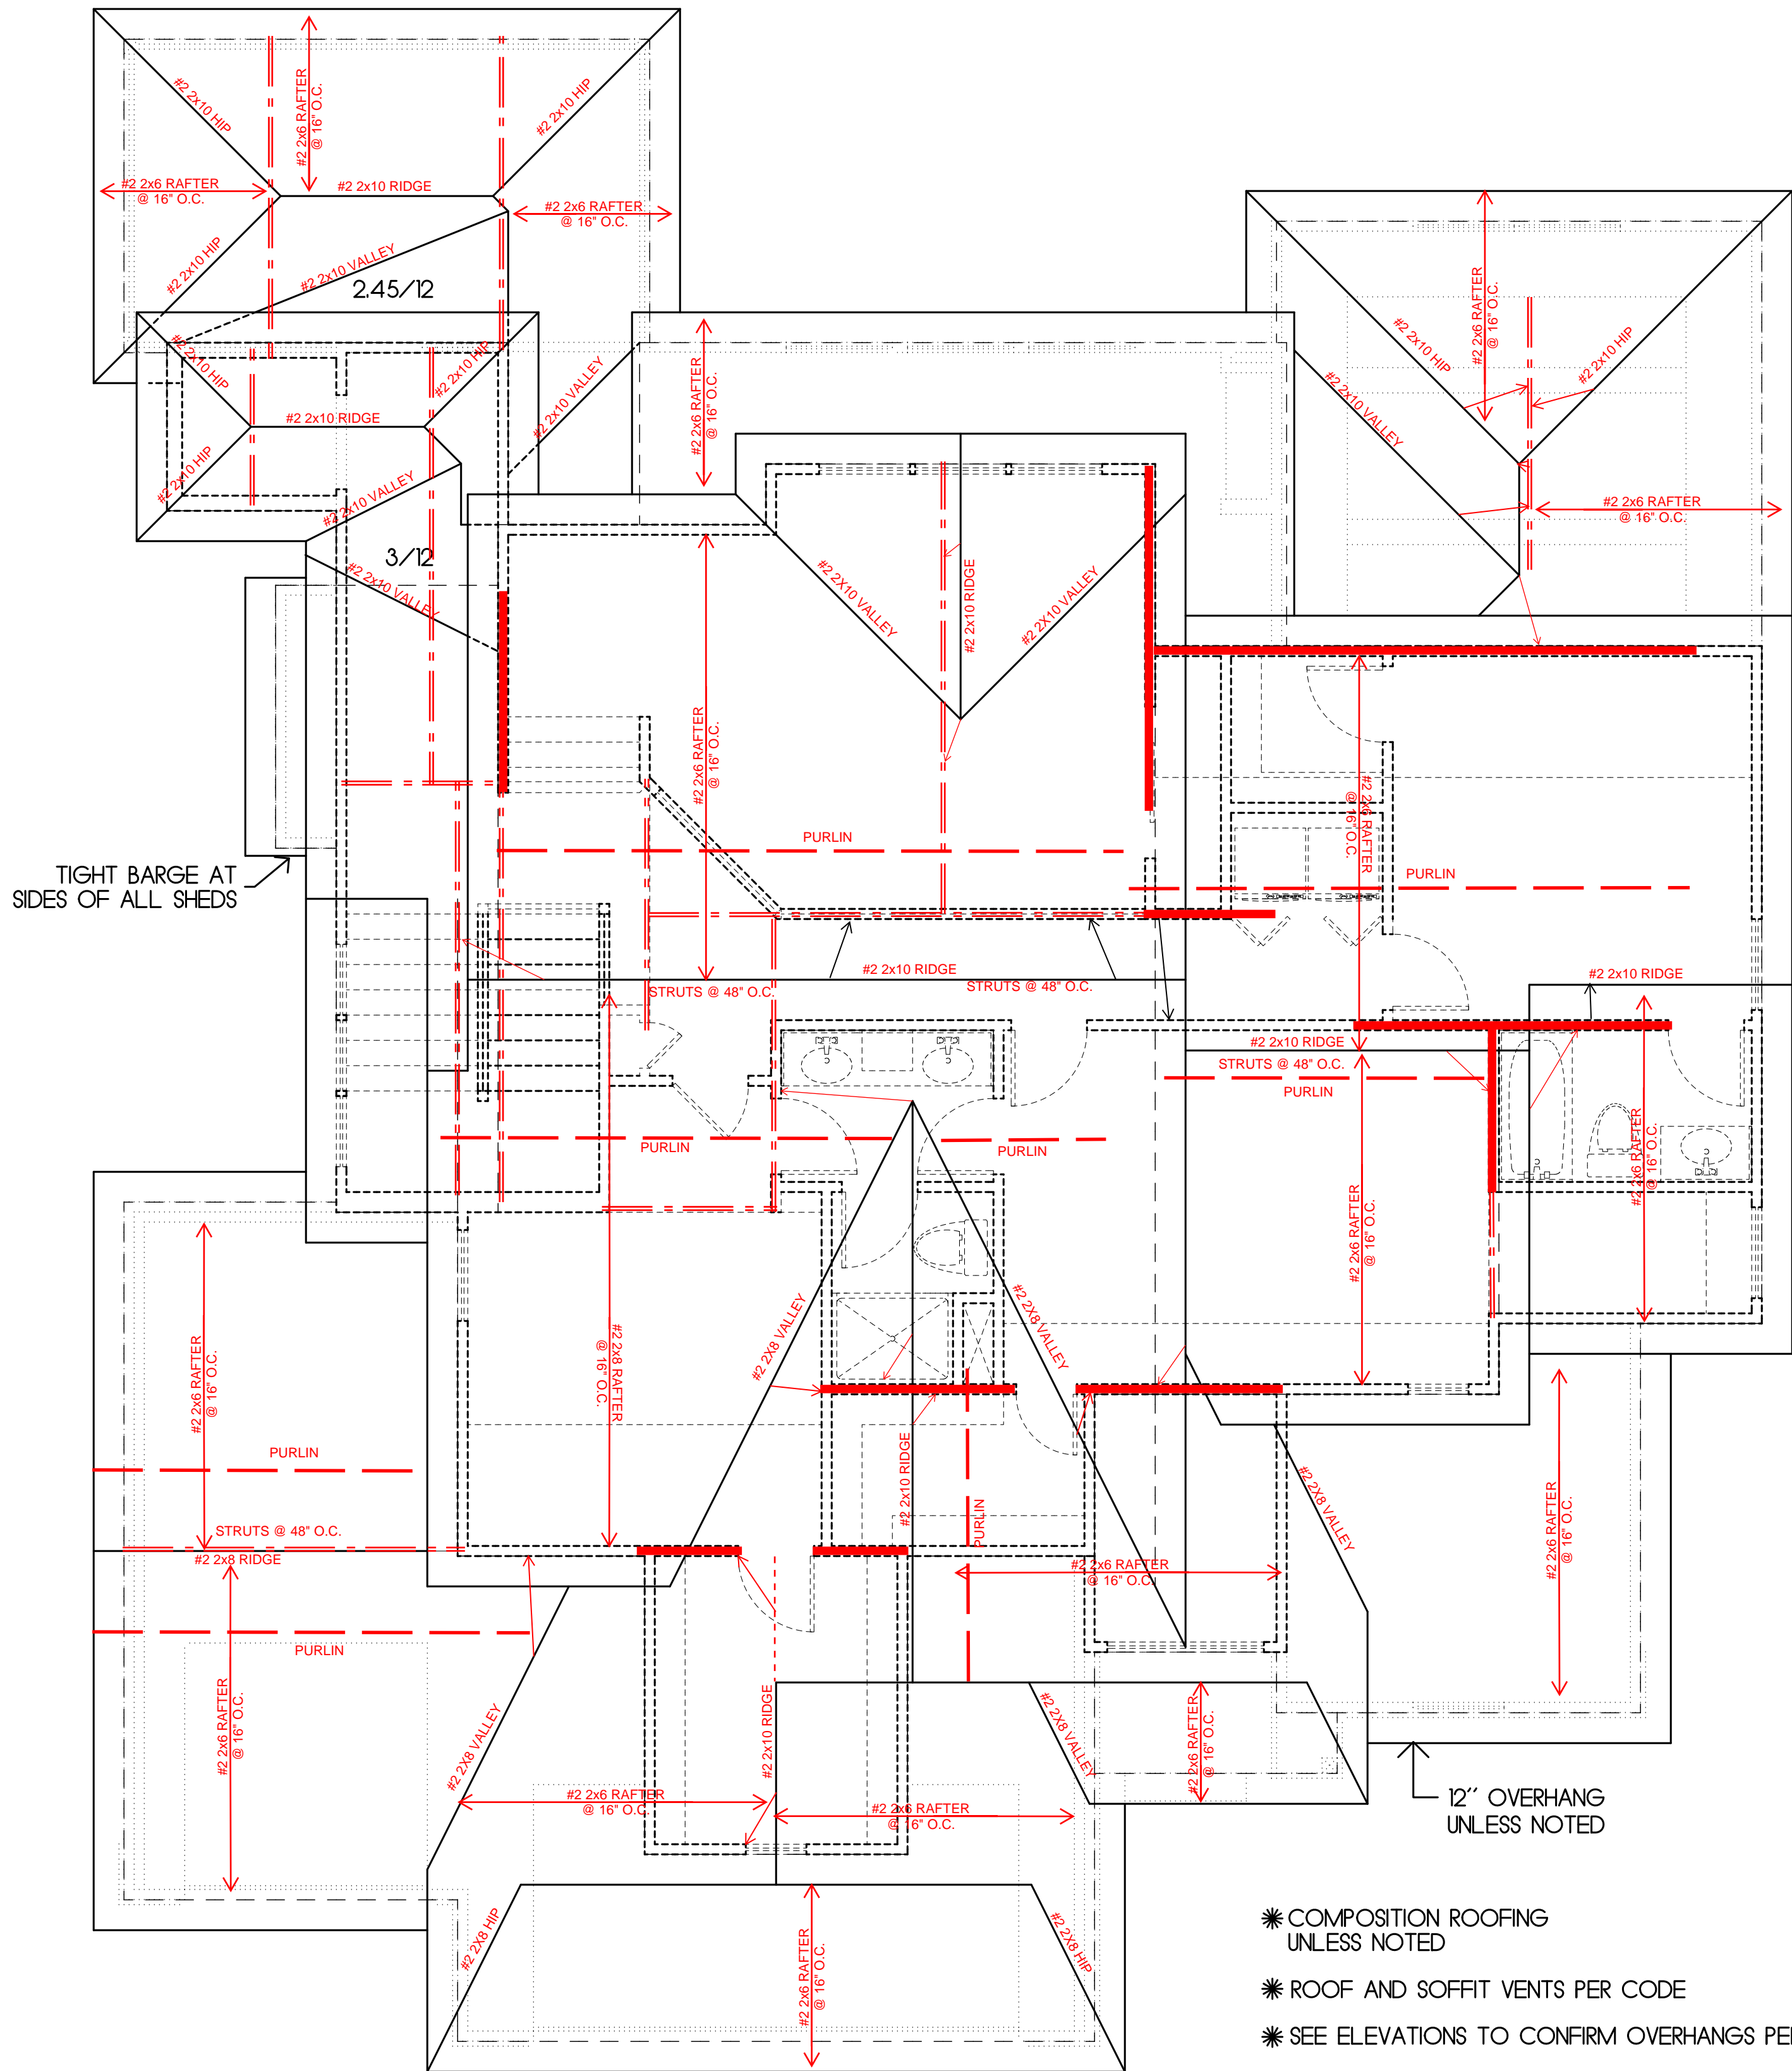 #2 2x6 RAFTER
@ 16" O.C.
#2 2x10 HIP
#2 2x10 HIP
#2 2x6 RAFTER
@ 16" O.C.
#2 2x10 RIDGE
#2 2x6 RAFTER
@ 16" O.C.
#2 2x10 HIP
#2 2x10 VALLEY
2.45/12
#2 2x6 RAFTER
@ 16" O.C.
#2 2x10 HIP
#2 2x10 HIP
#2 2x10 HIP
#2 2x10 HIP
#2 2x10 VALLEY
#2 2x6 RAFTER
@ 16" O.C.
#2 2x10 VALLEY
#2 2x10 RIDGE
#2 2x10 HIP
#2 2x10 VALLEY
#2 2x6 RAFTER
@ 16" O.C.
3/12
#2 2x10 VALLEY
#2 2X10 VALLEY
#2 2x10 RIDGE
#2 2X10 VALLEY
#2 2x6 RAFTER
@ 16" O.C.
#2 2x6 RAFTER
@ 16" O.C.
PURLIN
PURLIN
TIGHT BARGE AT
SIDES OF ALL SHEDS
#2 2x10 RIDGE
#2 2x10 RIDGE
STRUTS @ 48" O.C.
STRUTS @ 48" O.C.
#2 2x10 RIDGE
STRUTS @ 48" O.C.
PURLIN
PURLIN
PURLIN
#2 2x6 RAFTER
@ 16" O.C.
#2 2x6 RAFTER
@ 16" O.C.
#2 2x6 RAFTER
@ 16" O.C.
#2 2x8 RAFTER
@ 16" O.C.
#2 2X8 VALLEY
#2 2X8 VALLEY
PURLIN
#2 2x10 RIDGE
PURLIN
#2 2X8 VALLEY
#2 2x6 RAFTER
@ 16" O.C.
STRUTS @ 48" O.C.
#2 2x8 RIDGE
#2 2x6 RAFTER
@ 16" O.C.
PURLIN
#2 2x6 RAFTER
@ 16" O.C.
#2 2X8 VALLEY
#2 2x10 RIDGE
#2 2X8 VALLEY
#2 2x6 RAFTER
@ 16" O.C.
#2 2x6 RAFTER
@ 16" O.C.
#2 2x6 RAFTER
@ 16" O.C.
12'' OVERHANG
UNLESS NOTED
#2 2X8 HIP
#2 2x6 RAFTER
@ 16" O.C.
#2 2X8 HIP
✳ COMPOSITION ROOFING
UNLESS NOTED
✳ ROOF AND SOFFIT VENTS PER CODE
✳ SEE ELEVATIONS TO CONFIRM OVERHANGS